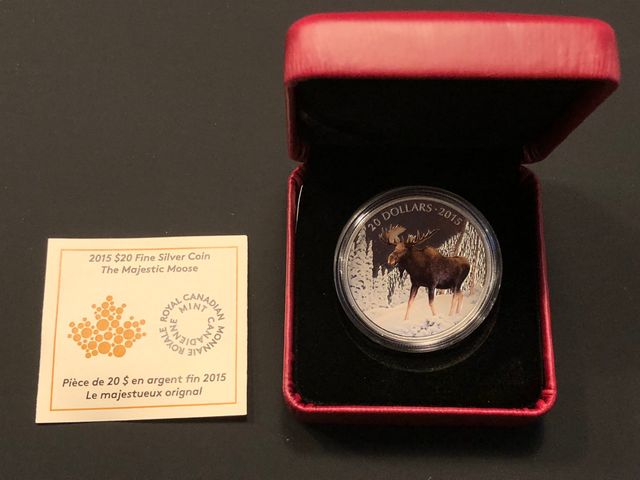 20 DOLLARS · 2015
2015 $20 Fine Silver Coin
The Majestic Moose
ROYAL CANADIAN MINT
MONNAIE ROYALE CANADIENNE
Pièce de 20 $ en argent fin 2015
Le majestueux orignal